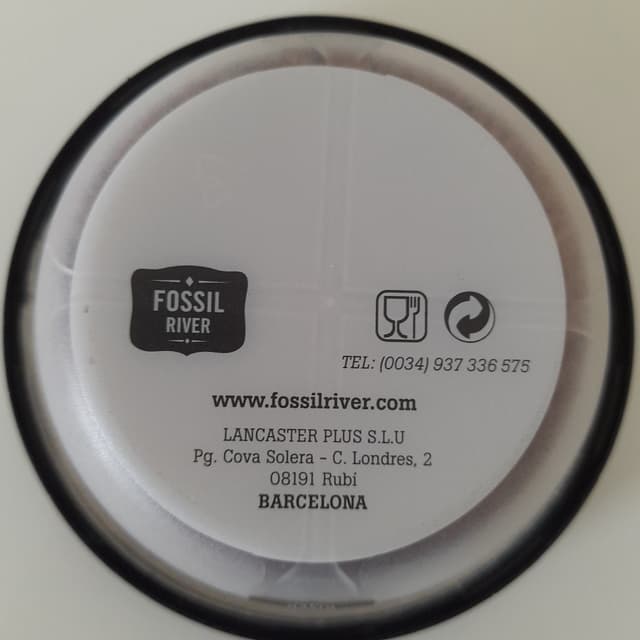 FOSSIL
RIVER
TEL: (0034) 937 336 575
www.fossilriver.com
LANCASTER PLUS S.L.U
Pg. Cova Solera - C. Londres, 2
08191 Rubí
BARCELONA